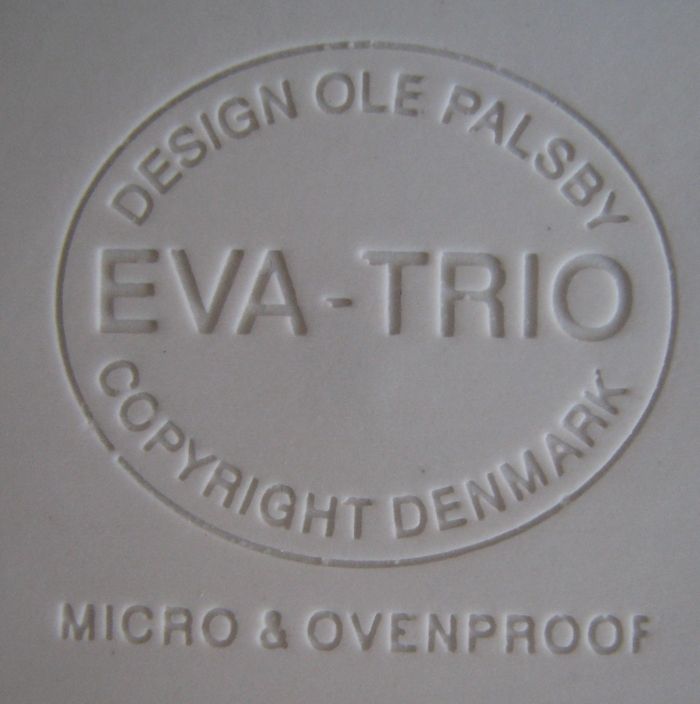 DESIGN OLE PALSBY
EVA-TRIO
COPYRIGHT DENMARK
MICRO & OVENPROOF